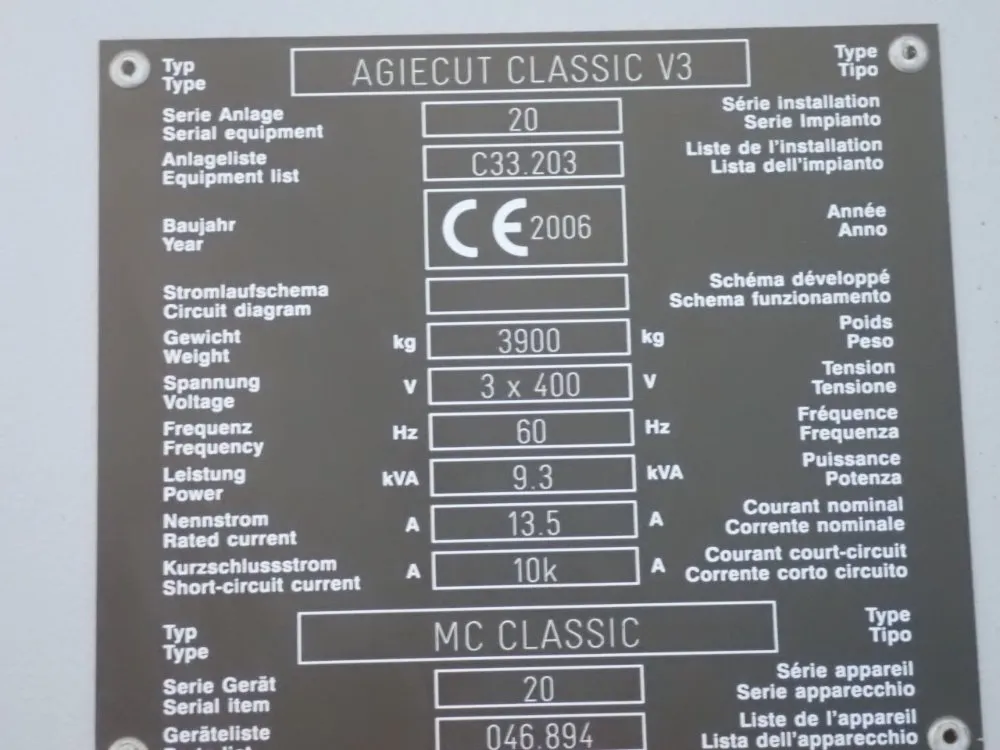 Typ AGIECUT CLASSIC V3 Type
Type Tipo
Serie Anlage 20 Série installation
Serial equipment Serie Impianto
Anlageliste C33.203 Liste de l'installation
Equipment list Lista dell'impianto
Baujahr CE 2006 Année
Year Anno
Stromlaufschema Schéma développé
Circuit diagram Schema funzionamento
Gewicht kg 3900 kg Poids
Weight Peso
Spannung V 3 x 400 V Tension
Voltage Tensione
Frequenz Hz 60 Hz Fréquence
Frequency Frequenza
Leistung kVA 9.3 kVA Puissance
Power Potenza
Nennstrom A 13.5 A Courant nominal
Rated current Corrente nominale
Kurzschlussstrom A 10k A Courant court-circuit
Short-circuit current Corrente corto circuito
Typ MC CLASSIC Type
Type Tipo
Serie Gerät 20 Série appareil
Serial item Serie apparecchio
Geräteliste 046.894 Liste de l'appareil
Lista dell'apparecchio